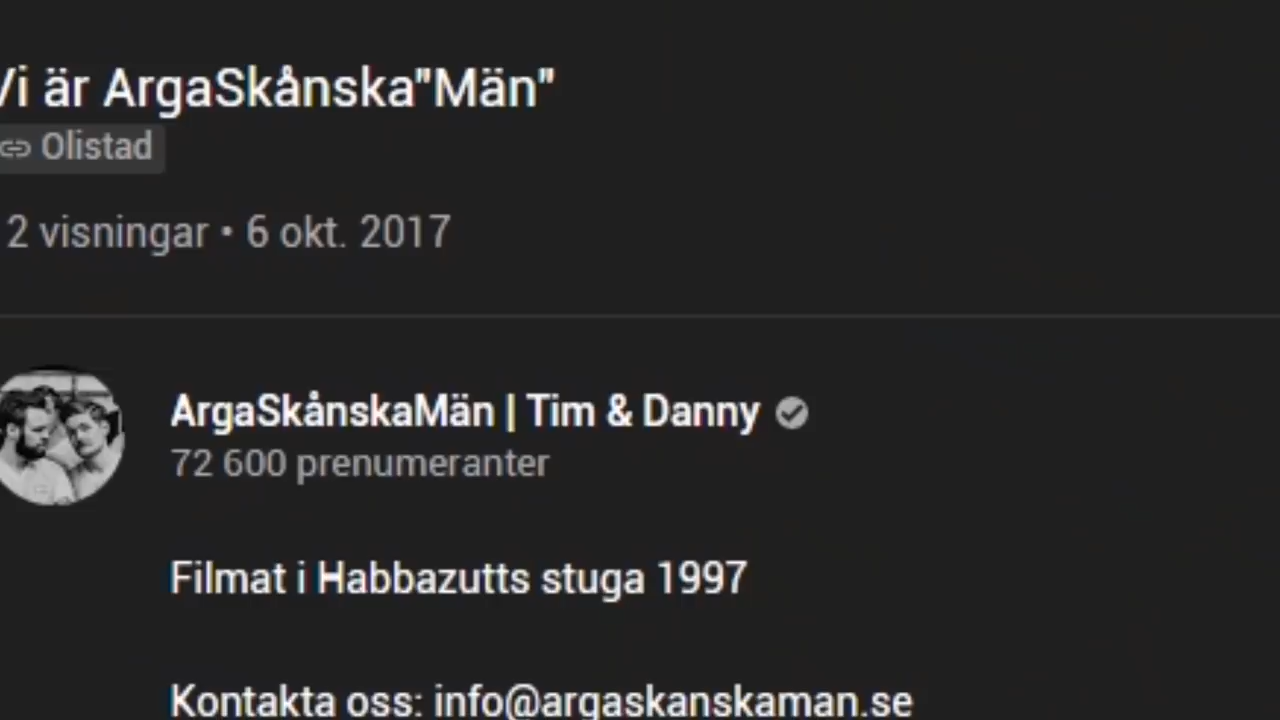 Vi är ArgaSkånska"Män"
Olistad
2 visningar • 6 okt. 2017
ArgaSkånskaMän | Tim & Danny
72 600 prenumeranter
Filmat i Habbazutts stuga 1997
Kontakta oss: info@argaskanskaman.se